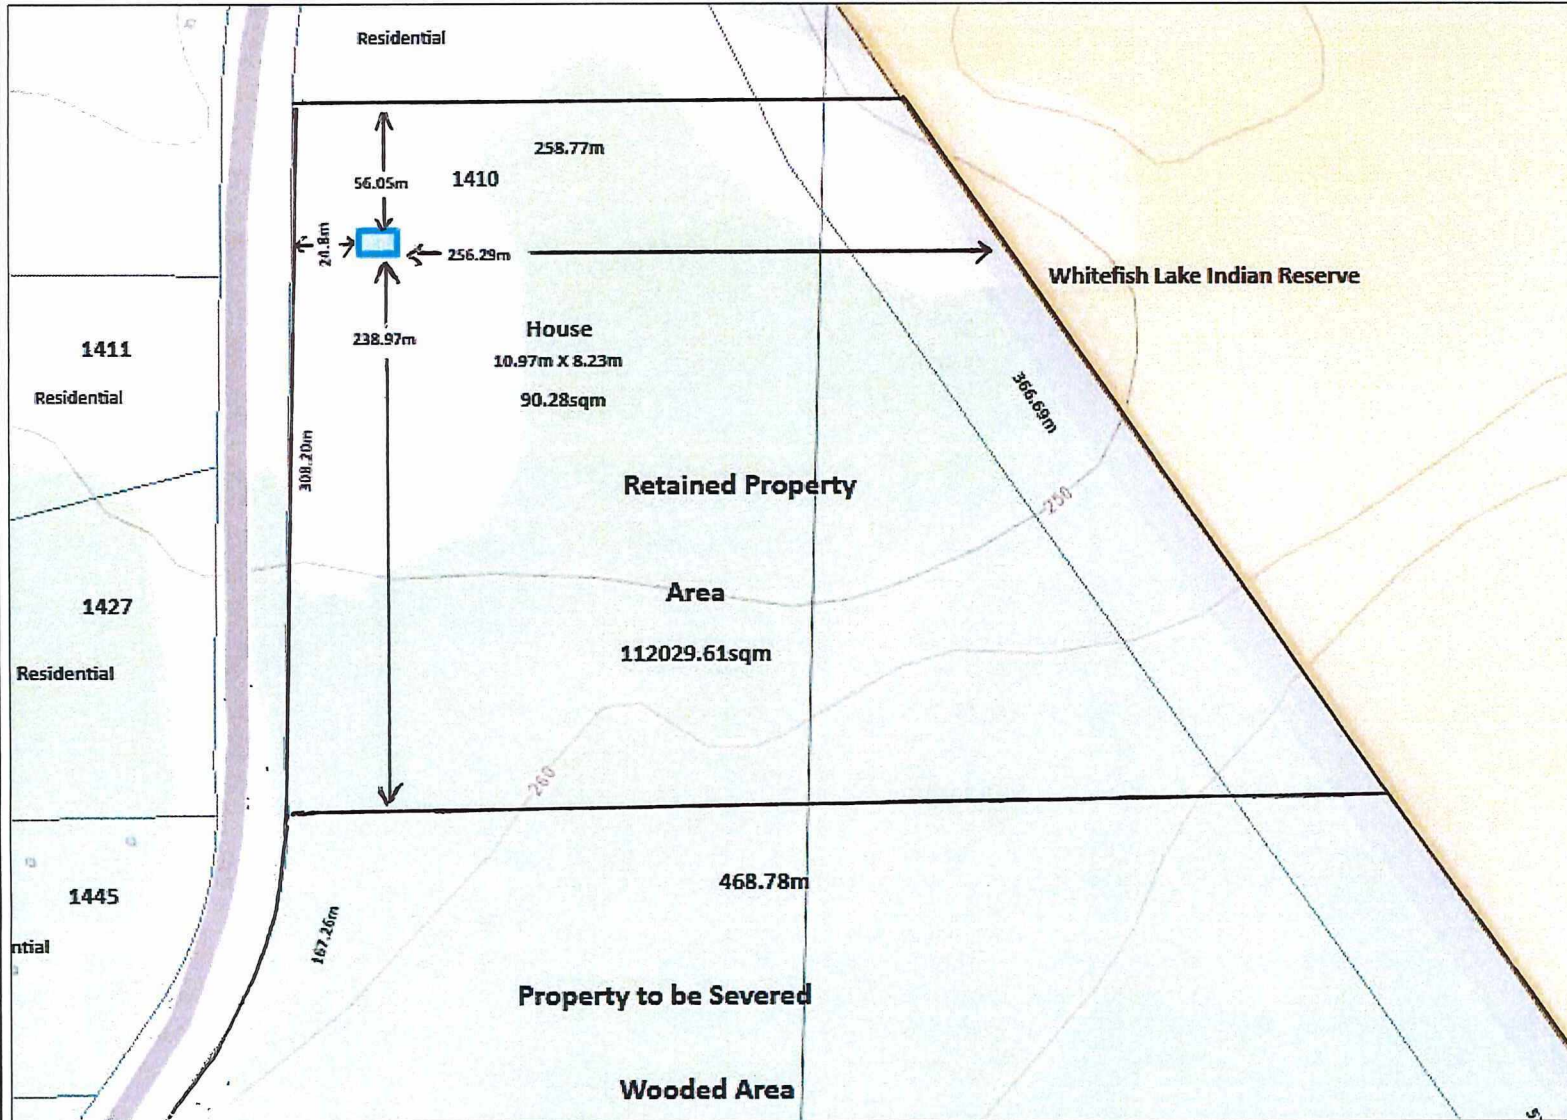 Residential
258.77m
56.05m
1410
24.8m
256.29m
Whitefish Lake Indian Reserve
238.97m
House
10.97m X 8.23m
90.28sqm
1411
Residential
366.69m
308.20m
Retained Property
250
Area
112029.61sqm
1427
Residential
260
468.78m
1445
ntial
167.26m
Property to be Severed
Wooded Area